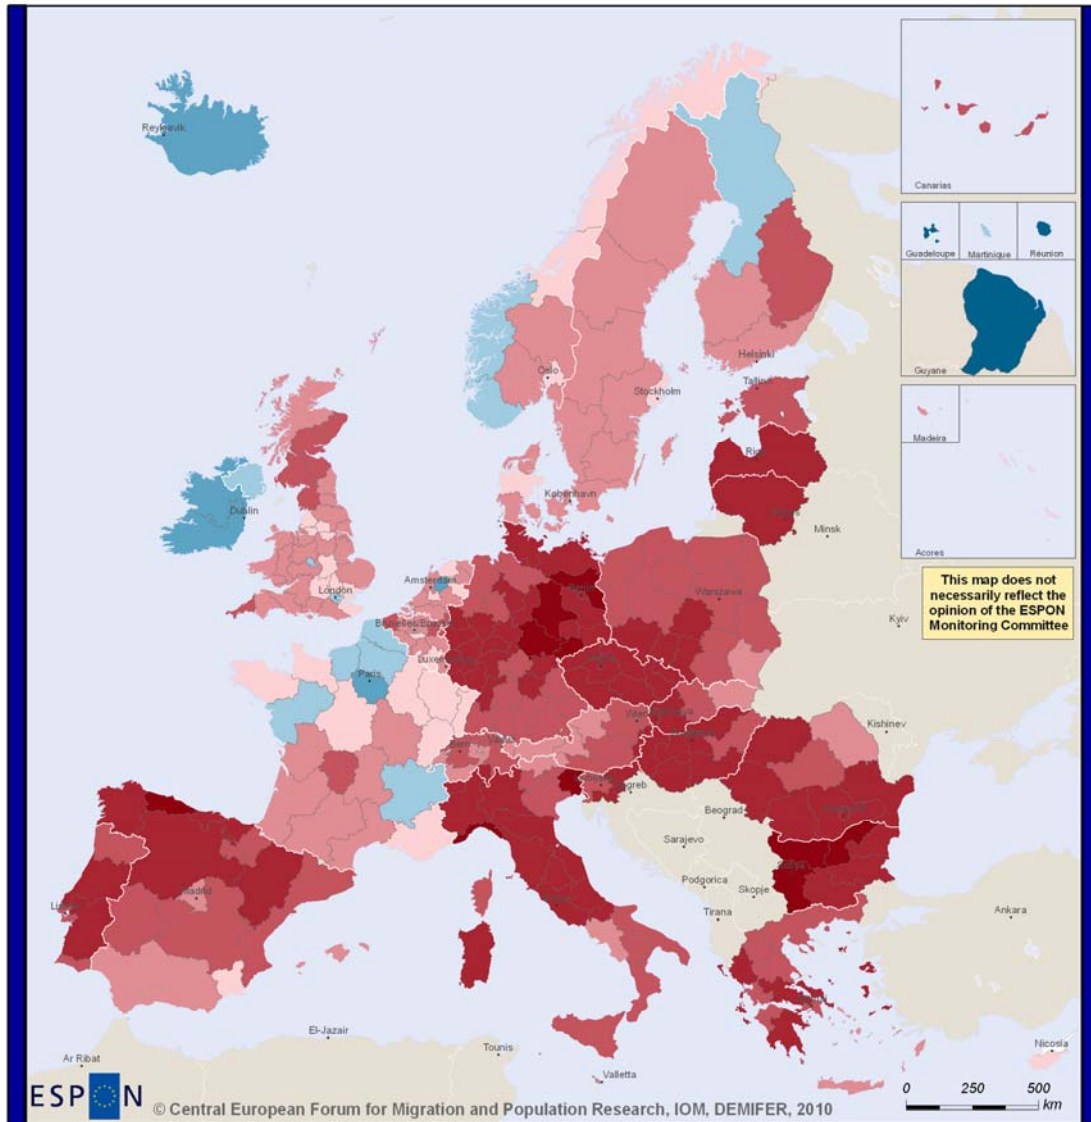 Reykjavik
Canarias
Guadeloupe
Martinique
Réunion
Guyane
Madeira
Acores
This map does not
necessarily reflect the
opinion of the ESPON
Monitoring Committee
Helsinki
Oslo
Stockholm
Tallinn
København
Minsk
Dublin
London
Amsterdam
Warszawa
Kyiv
Paris
Kishinev
Beograd
Sarajevo
Podgorica
Skopje
Tirana
Ankara
Madrid
El-Jazair
Tounis
Ar Ribat
Valletta
Nicosia
ESPON
© Central European Forum for Migration and Population Research, IOM, DEMIFER, 2010
0 250 500
km